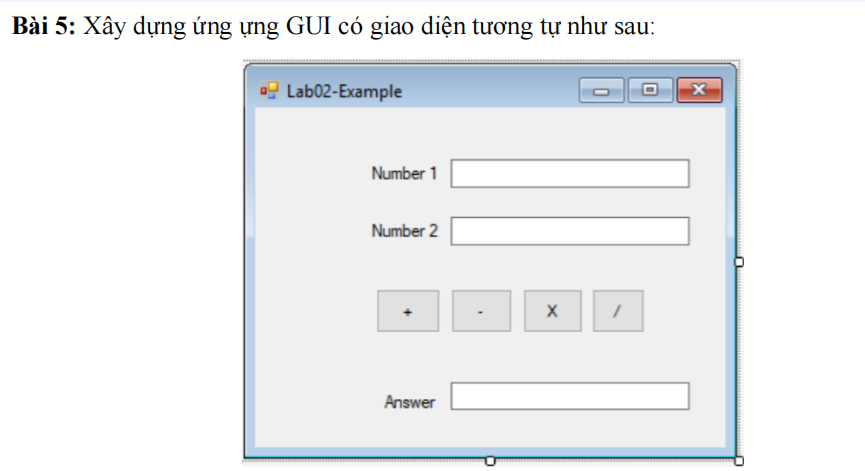 Bài 5: Xây dựng ứng ựng GUI có giao diện tương tự như sau:
Lab02-Example
Number 1
Number 2
+ - X /
Answer